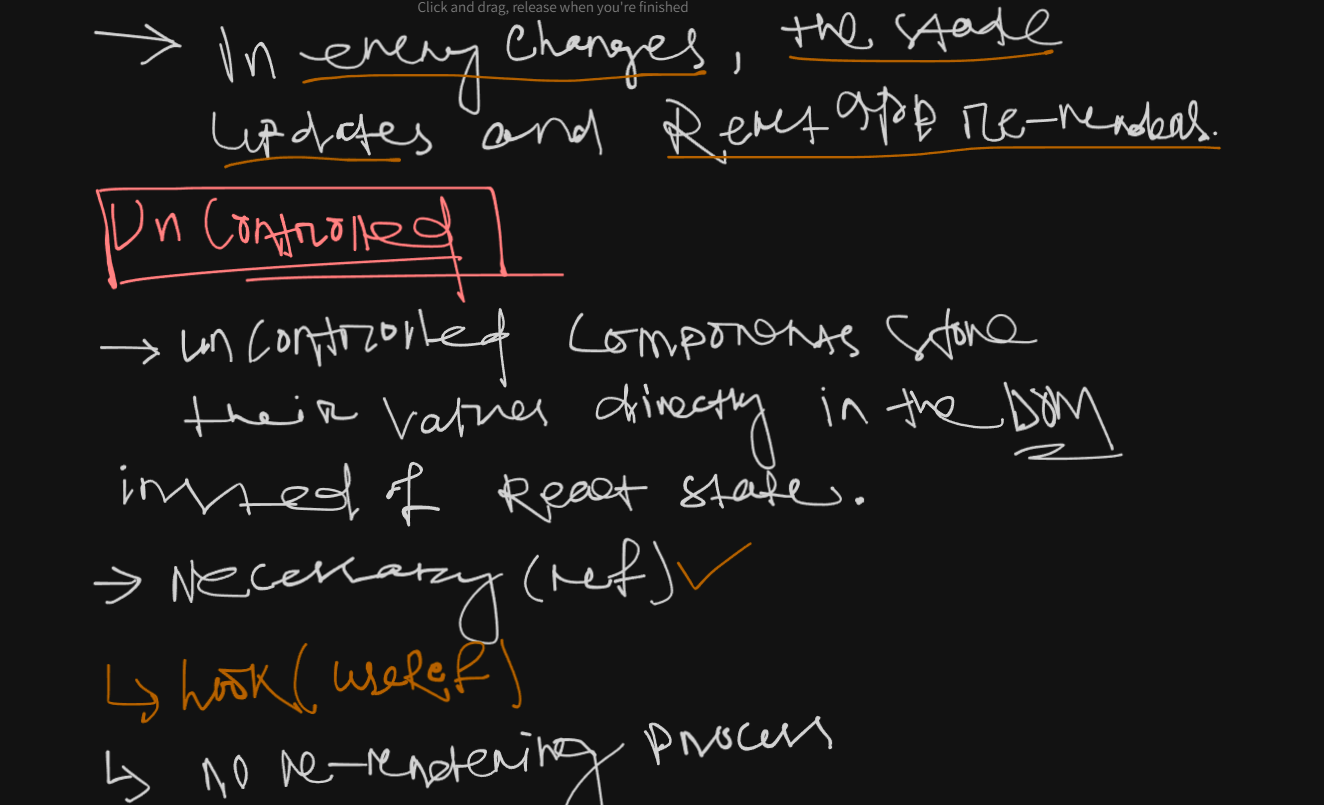 Click and drag, release when you're finished
→ In every changes, the state
updates and React app re-renders.
UnControlled
→ unControlled Components Store
their values directly in the DOM
instead of React state.
→ Necessary (ref) ✓
↳ hook (useRef)
↳ no re-rendering process